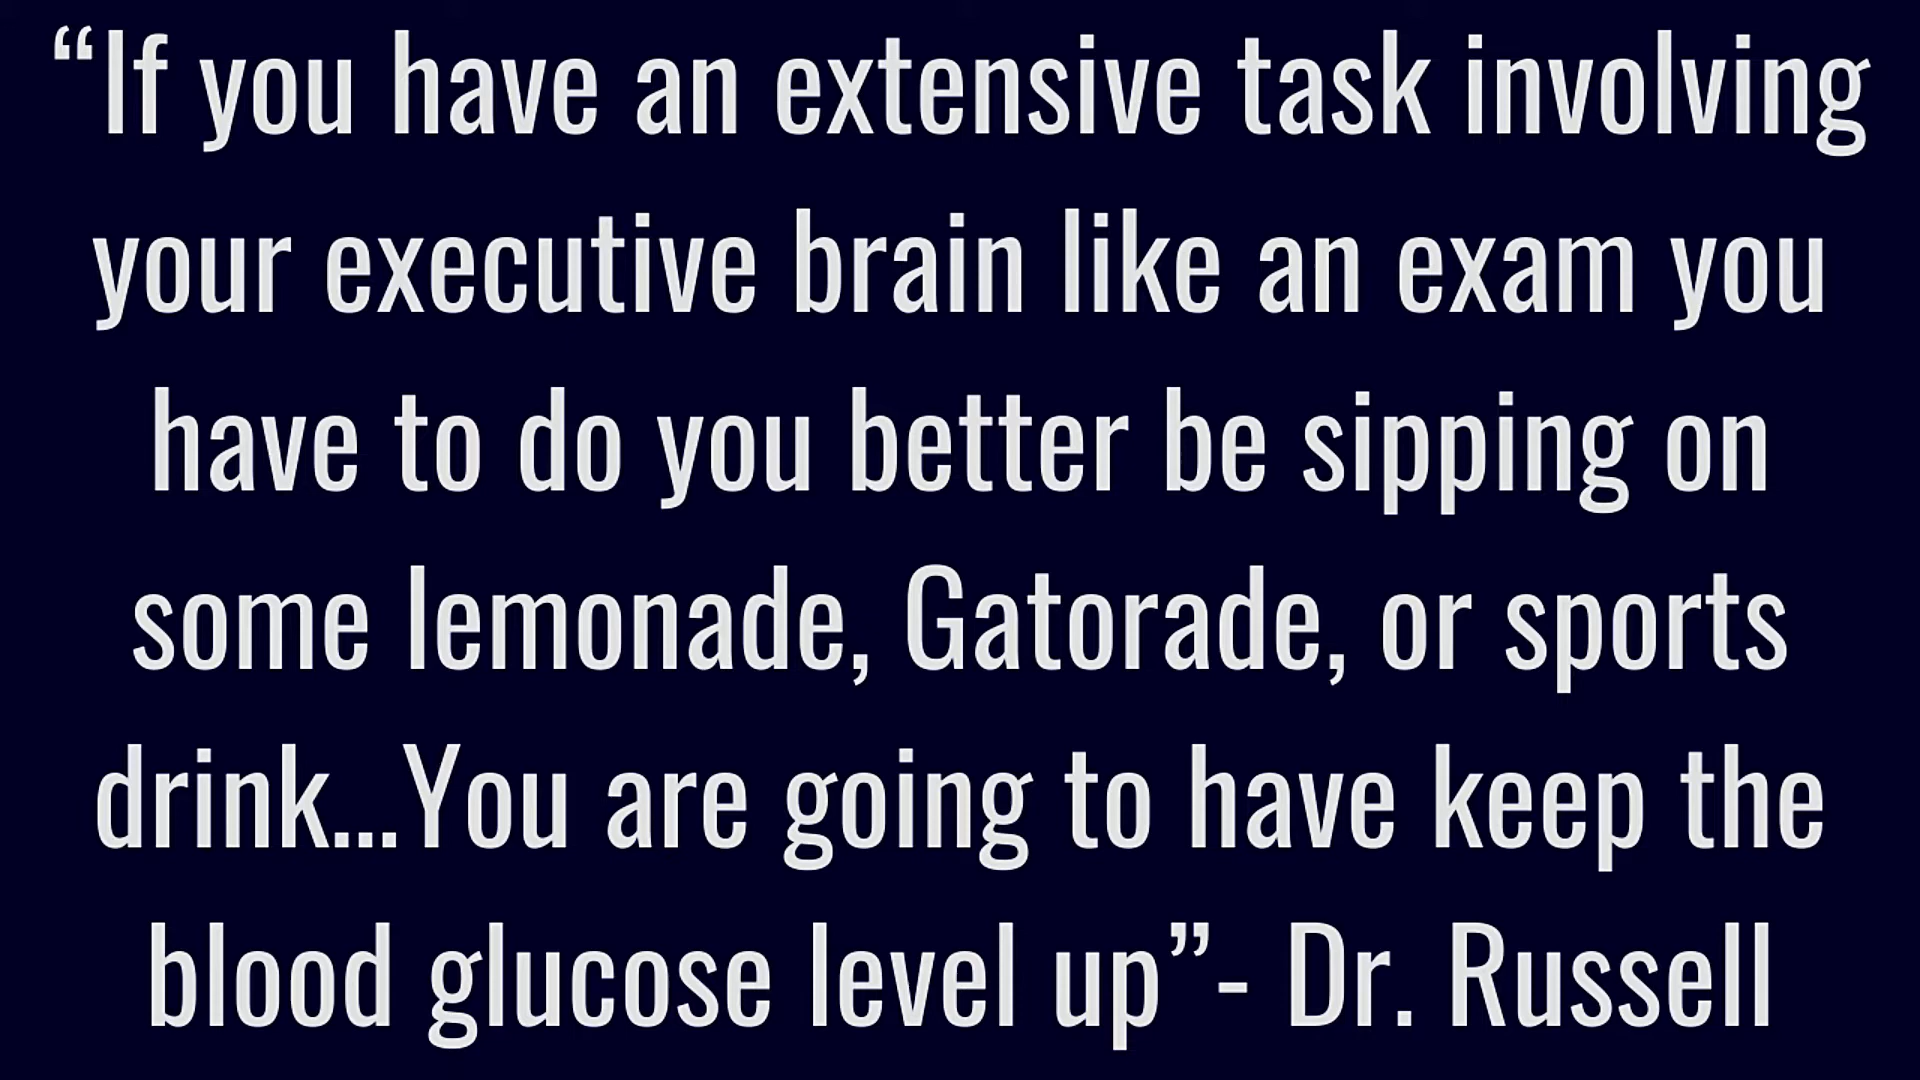 “If you have an extensive task involving
your executive brain like an exam you
have to do you better be sipping on
some lemonade, Gatorade, or sports
drink...You are going to have keep the
blood glucose level up”- Dr. Russell